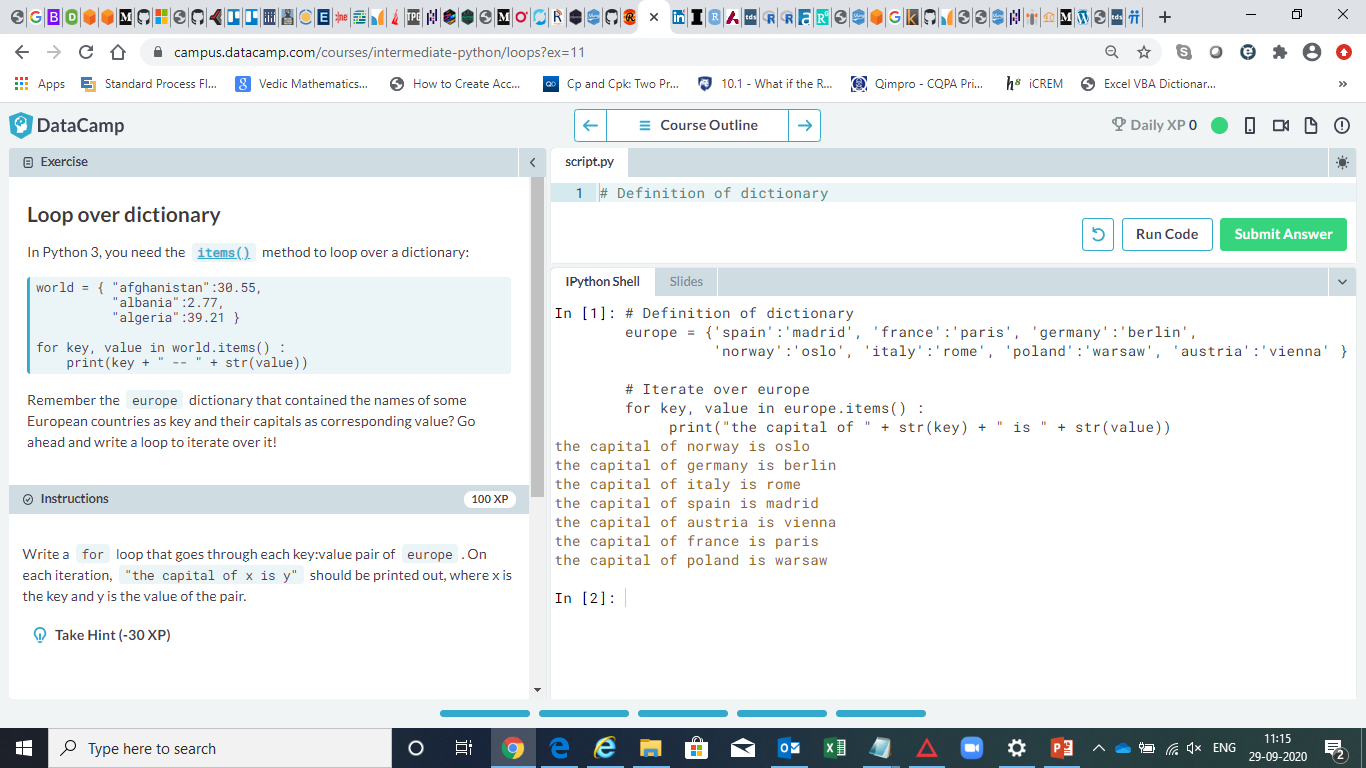 campus.datacamp.com/courses/intermediate-python/loops?ex=11
Apps
Standard Process Fl...
Vedic Mathematics...
How to Create Acc...
Cp and Cpk: Two Pr...
10.1 - What if the R...
Qimpro - CQPA Pri...
iCREM
Excel VBA Dictionar...
»
DataCamp
Course Outline
Daily XP 0
Exercise
Loop over dictionary
In Python 3, you need the items() method to loop over a dictionary:
world = { "afghanistan":30.55,
"albania":2.77,
"algeria":39.21 }
for key, value in world.items() :
print(key + " -- " + str(value))
Remember the europe dictionary that contained the names of some
European countries as key and their capitals as corresponding value? Go
ahead and write a loop to iterate over it!
Instructions
100 XP
Write a for loop that goes through each key:value pair of europe . On
each iteration, "the capital of x is y" should be printed out, where x is
the key and y is the value of the pair.
Take Hint (-30 XP)
script.py
1 # Definition of dictionary
Run Code
Submit Answer
IPython Shell
Slides
In [1]: # Definition of dictionary
europe = {'spain':'madrid', 'france':'paris', 'germany':'berlin',
'norway':'oslo', 'italy':'rome', 'poland':'warsaw', 'austria':'vienna' }
# Iterate over europe
for key, value in europe.items() :
print("the capital of " + str(key) + " is " + str(value))
the capital of norway is oslo
the capital of germany is berlin
the capital of italy is rome
the capital of spain is madrid
the capital of austria is vienna
the capital of france is paris
the capital of poland is warsaw
In [2]:
Type here to search
ENG
11:15
29-09-2020
2